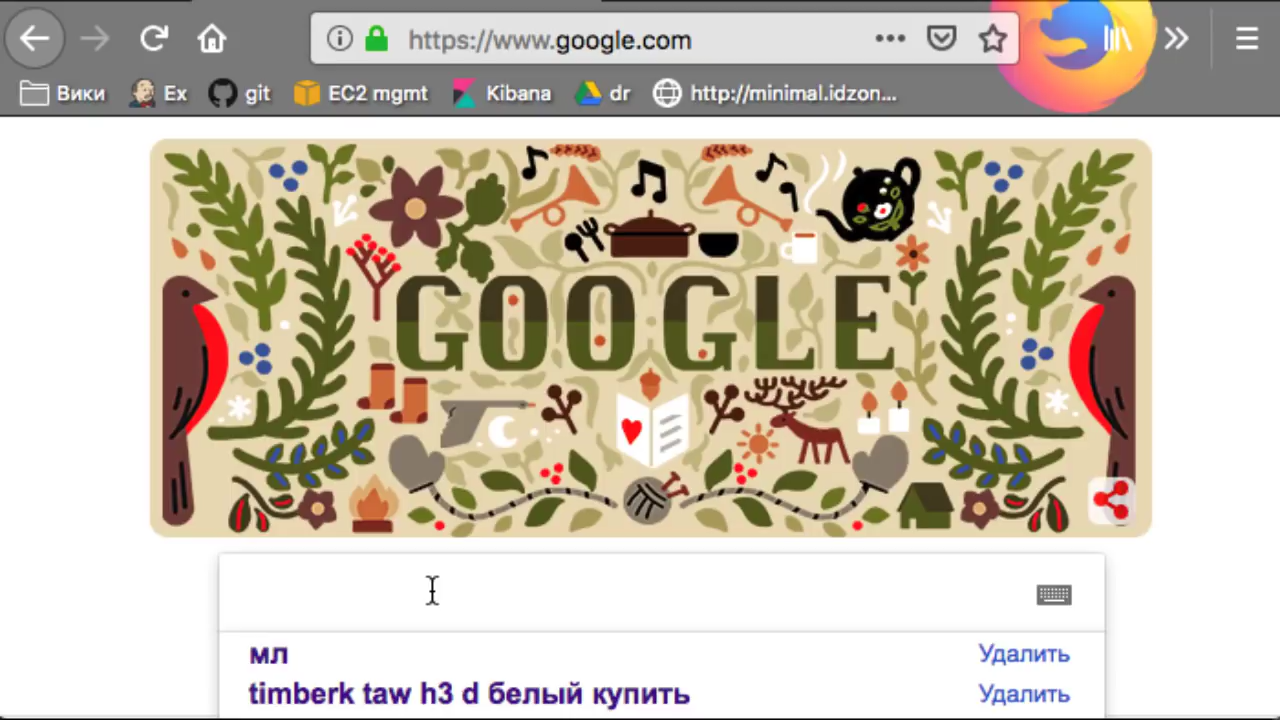 https://www.google.com
Вики Ex git EC2 mgmt Kibana dr http://minimal.idzon...
GOOGLE
мл Удалить
timberk taw h3 d белый купить Удалить